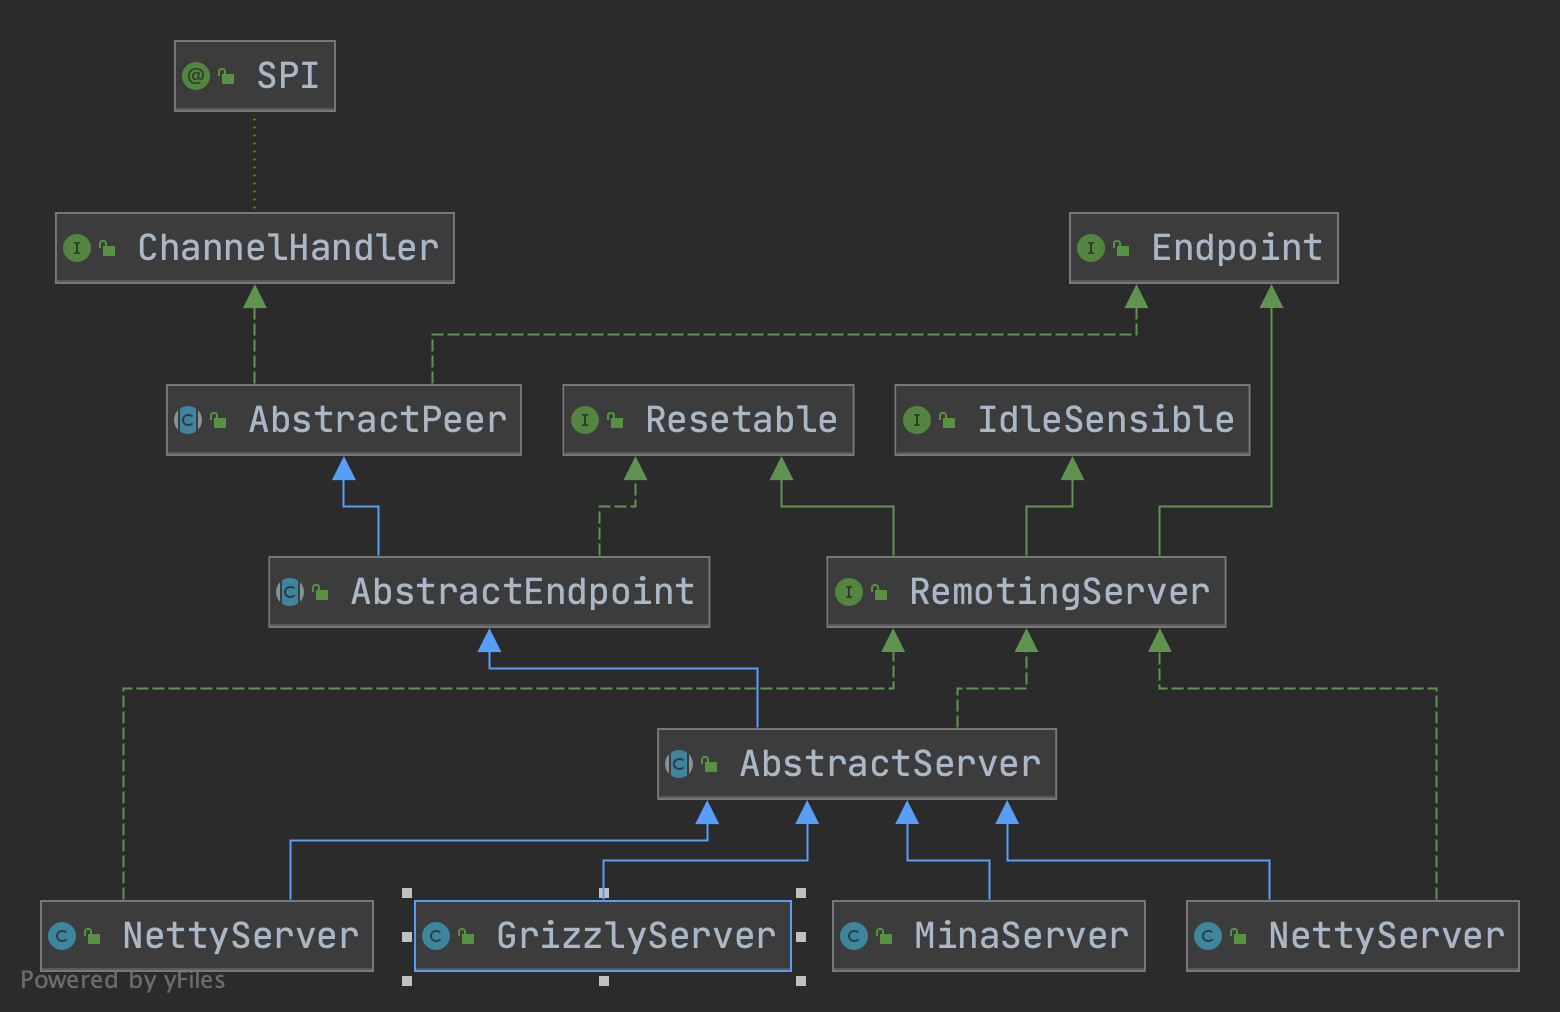 @ SPI
I ChannelHandler
I Endpoint
C AbstractPeer
I Resetable
I IdleSensible
C AbstractEndpoint
I RemotingServer
C AbstractServer
C NettyServer
C GrizzlyServer
C MinaServer
C NettyServer
Powered by yFiles